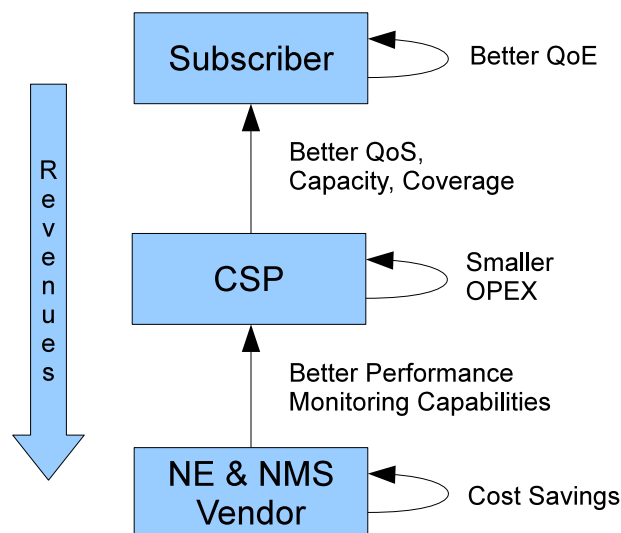 Subscriber
Better QoE
Better QoS,
Capacity, Coverage
Revenues
CSP
Smaller
OPEX
Better Performance
Monitoring Capabilities
NE & NMS
Vendor
Cost Savings